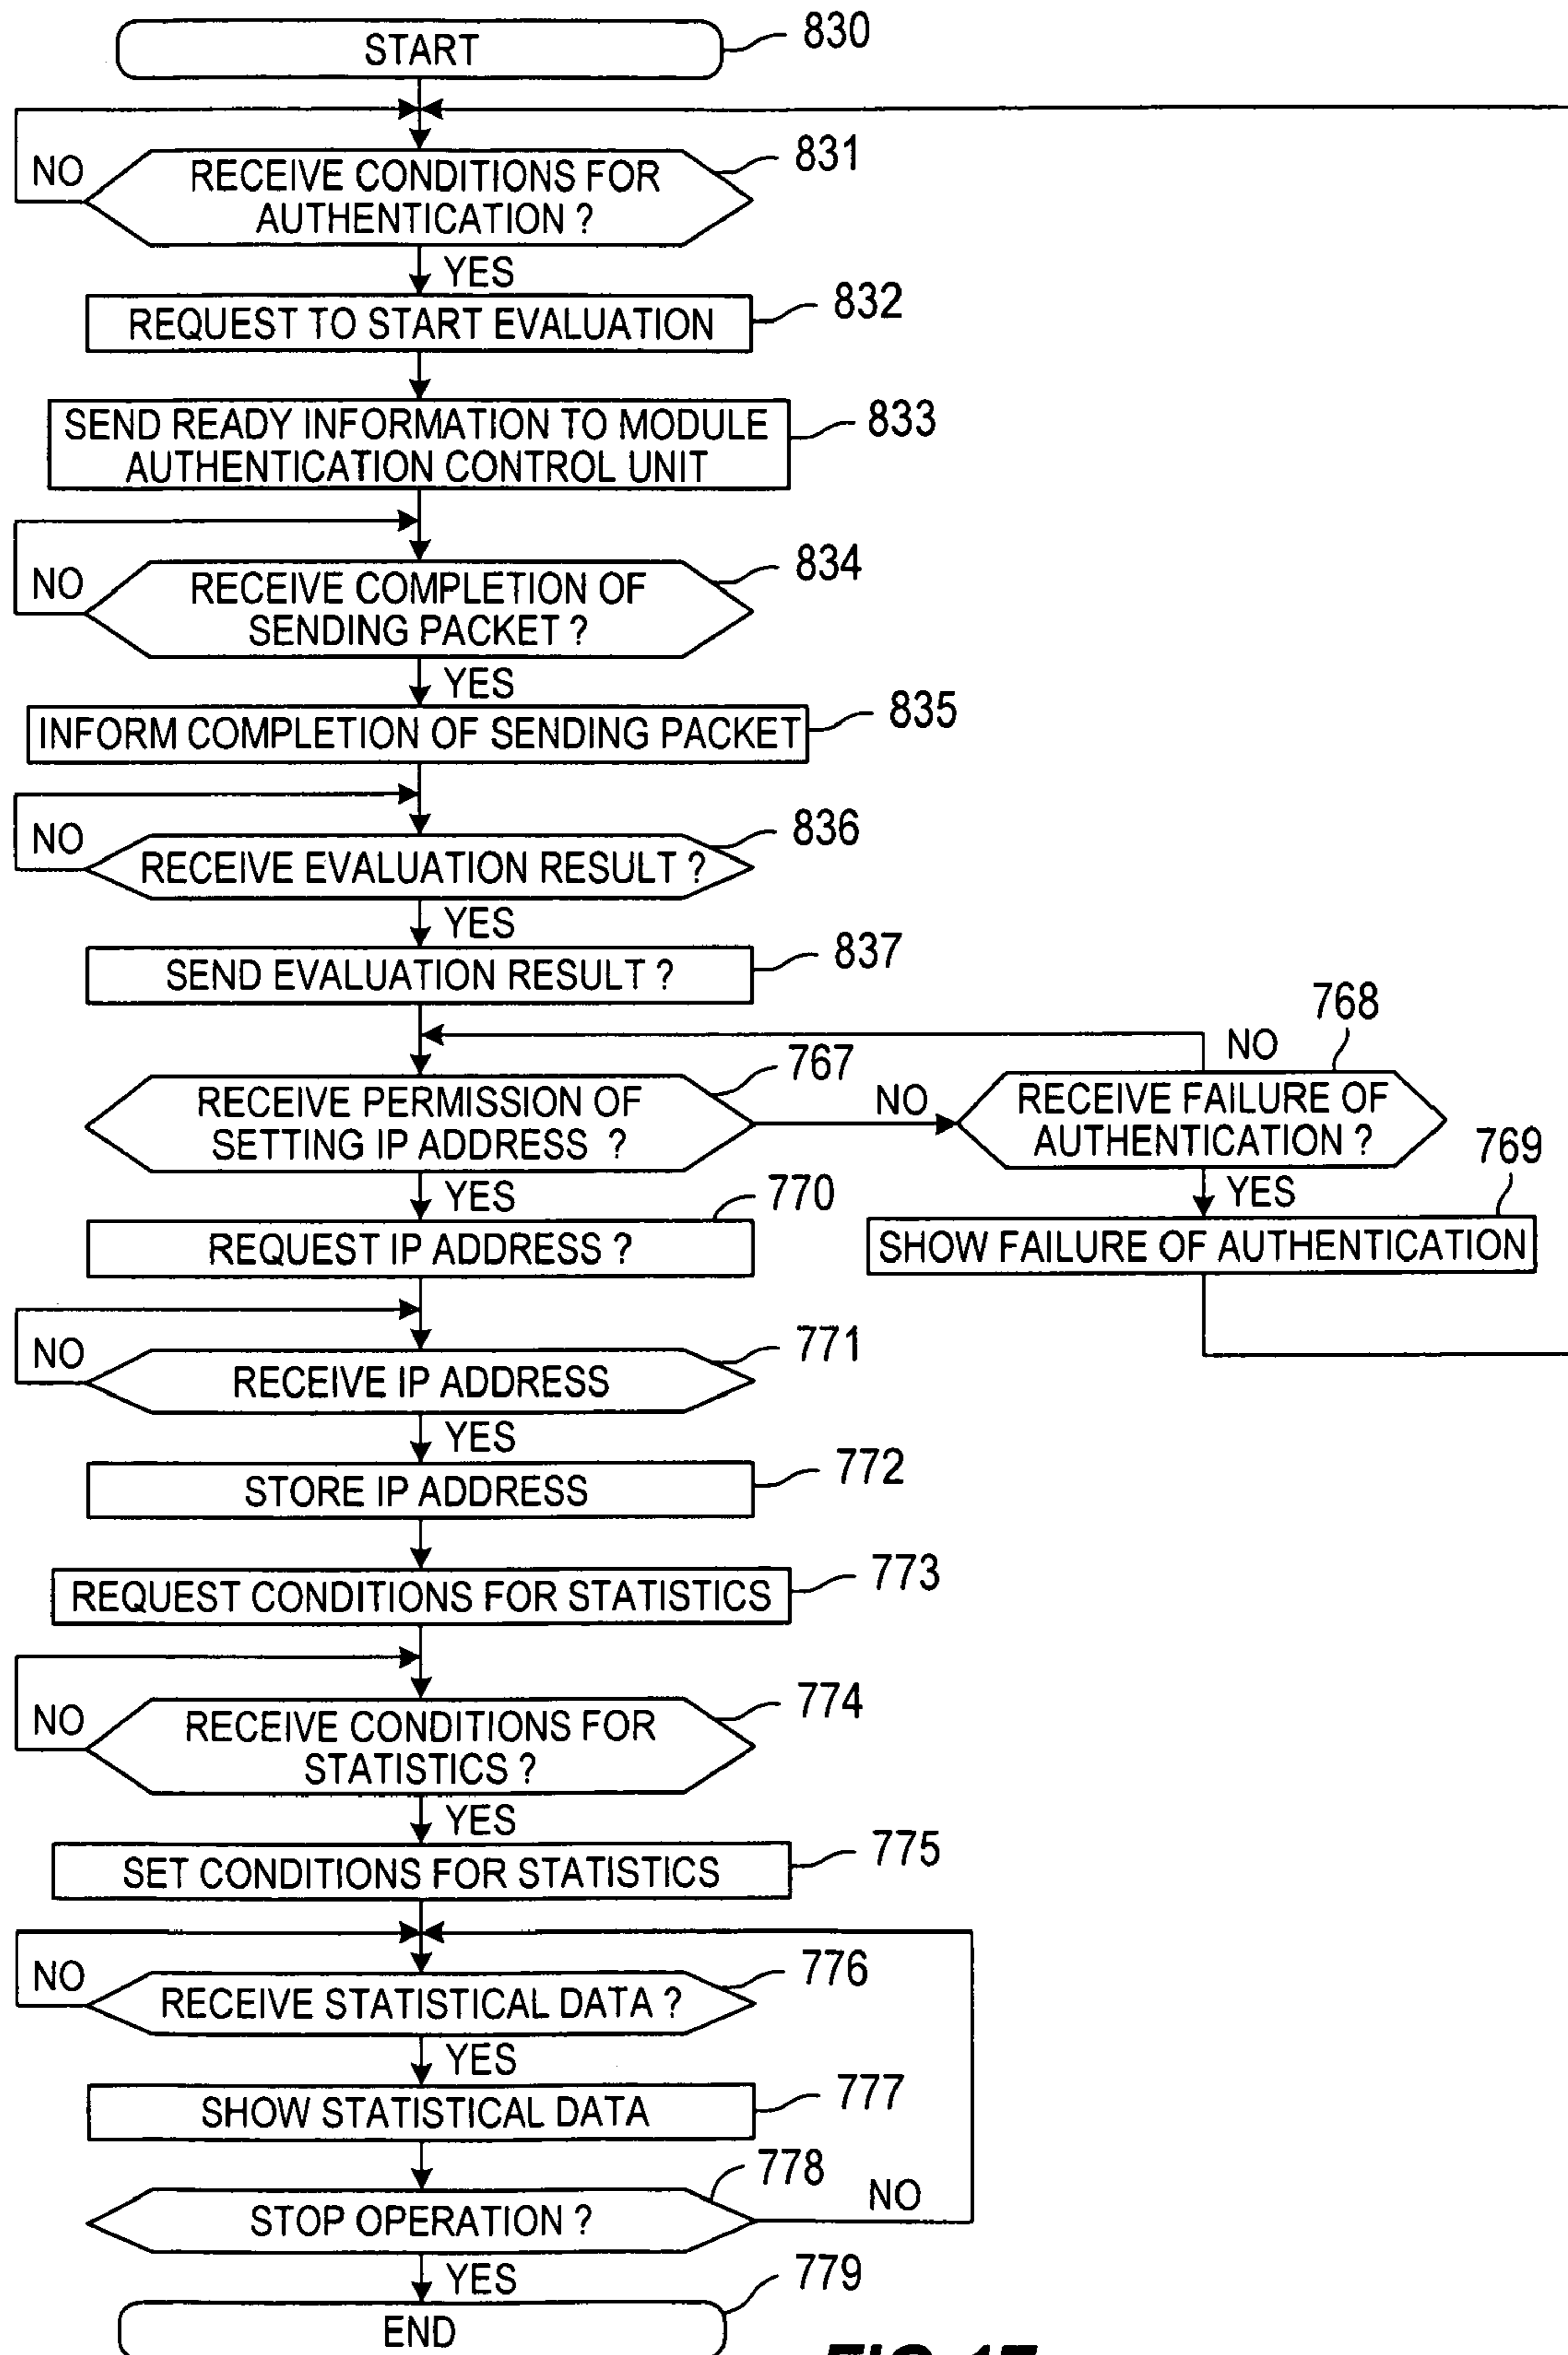 START
830
NO
RECEIVE CONDITIONS FOR
AUTHENTICATION ?
831
YES
REQUEST TO START EVALUATION
832
SEND READY INFORMATION TO MODULE
AUTHENTICATION CONTROL UNIT
833
NO
RECEIVE COMPLETION OF
SENDING PACKET ?
834
YES
INFORM COMPLETION OF SENDING PACKET
835
NO
RECEIVE EVALUATION RESULT ?
836
YES
SEND EVALUATION RESULT ?
837
RECEIVE PERMISSION OF
SETTING IP ADDRESS ?
767
NO
NO
768
RECEIVE FAILURE OF
AUTHENTICATION ?
YES
769
SHOW FAILURE OF AUTHENTICATION
YES
770
REQUEST IP ADDRESS ?
NO
RECEIVE IP ADDRESS
771
YES
STORE IP ADDRESS
772
REQUEST CONDITIONS FOR STATISTICS
773
NO
RECEIVE CONDITIONS FOR
STATISTICS ?
774
YES
SET CONDITIONS FOR STATISTICS
775
NO
RECEIVE STATISTICAL DATA ?
776
YES
SHOW STATISTICAL DATA
777
STOP OPERATION ?
778
NO
YES
END
779